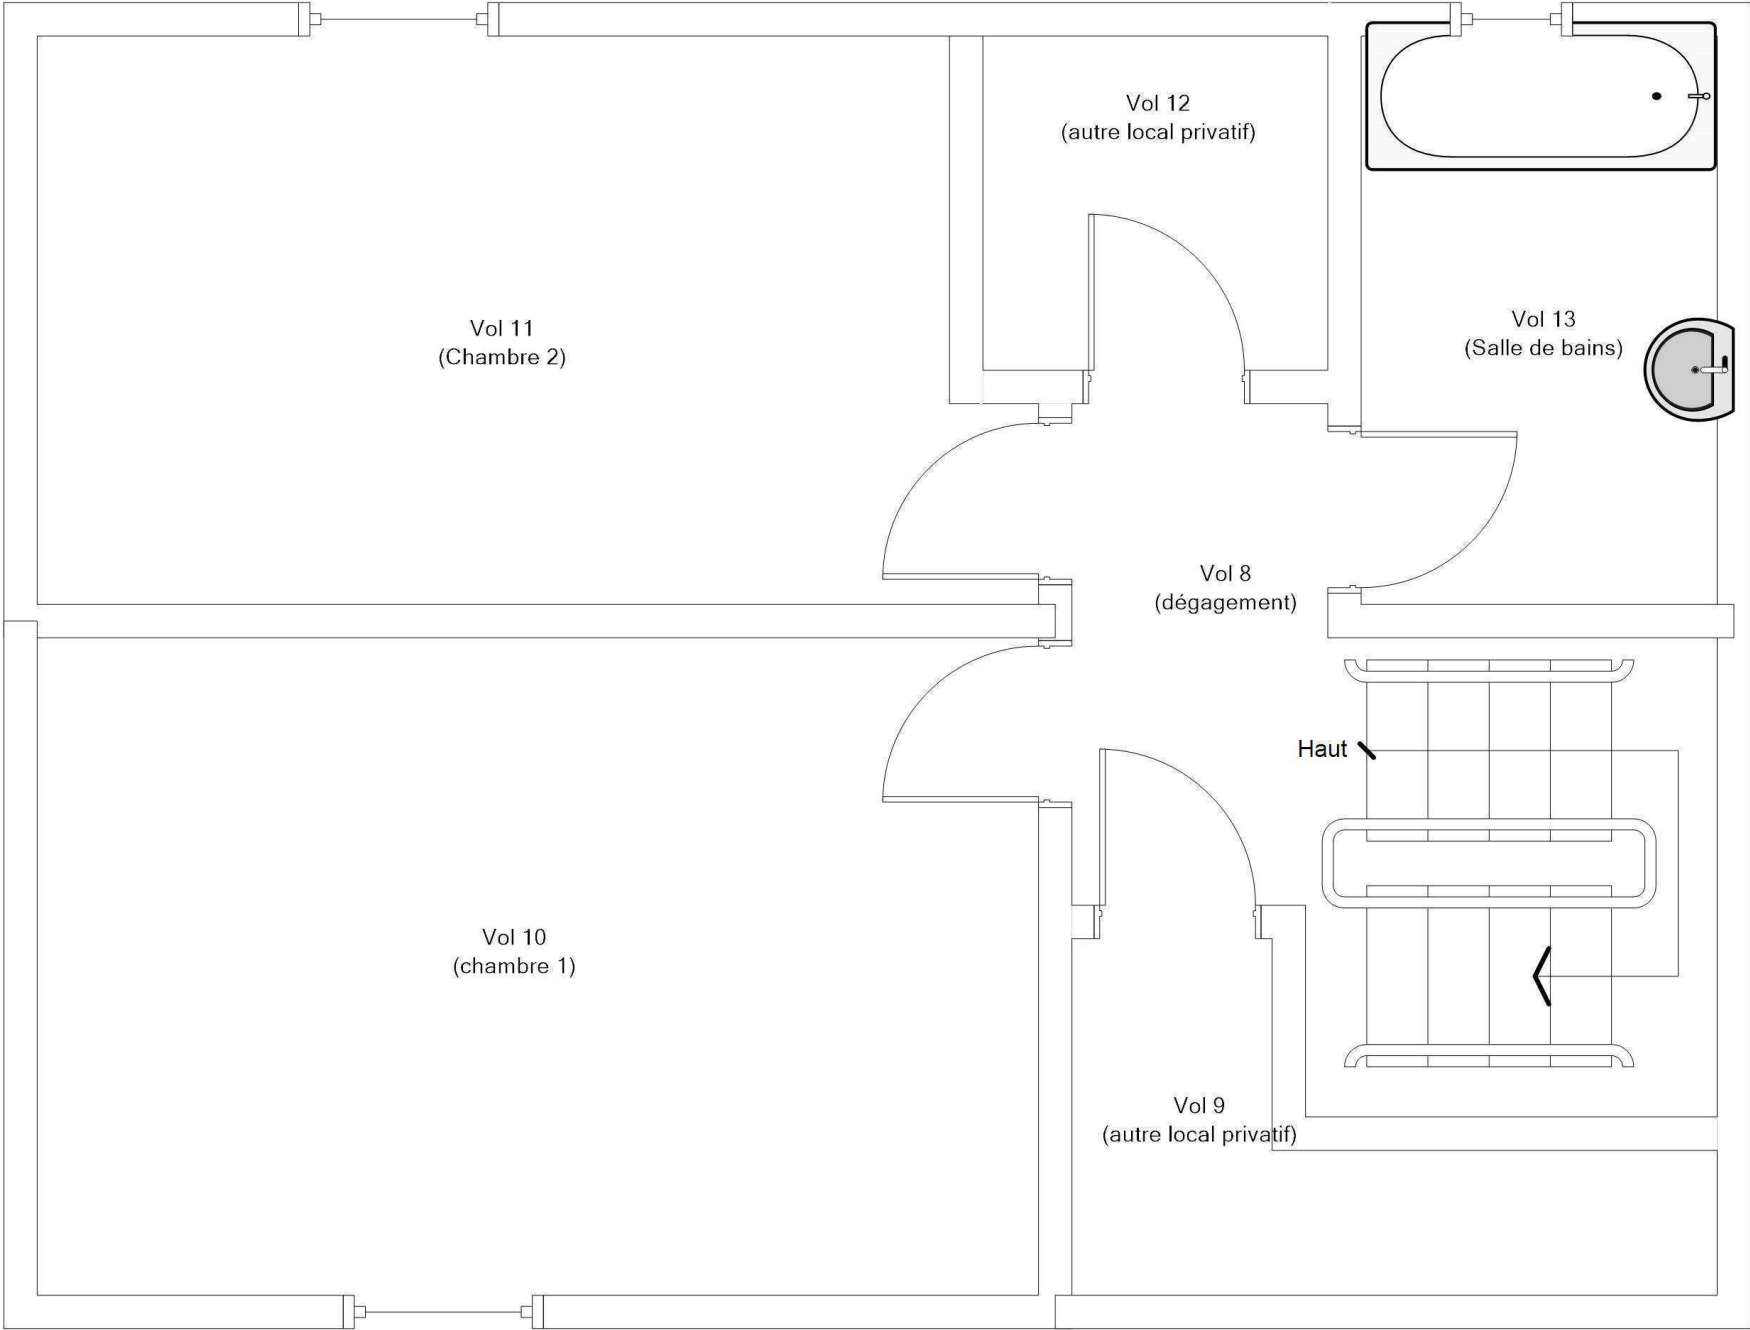 Vol 12
(autre local privatif)
Vol 11
(Chambre 2)
Vol 13
(Salle de bains)
Vol 8
(dégagement)
Haut
Vol 10
(chambre 1)
Vol 9
(autre local privatif)